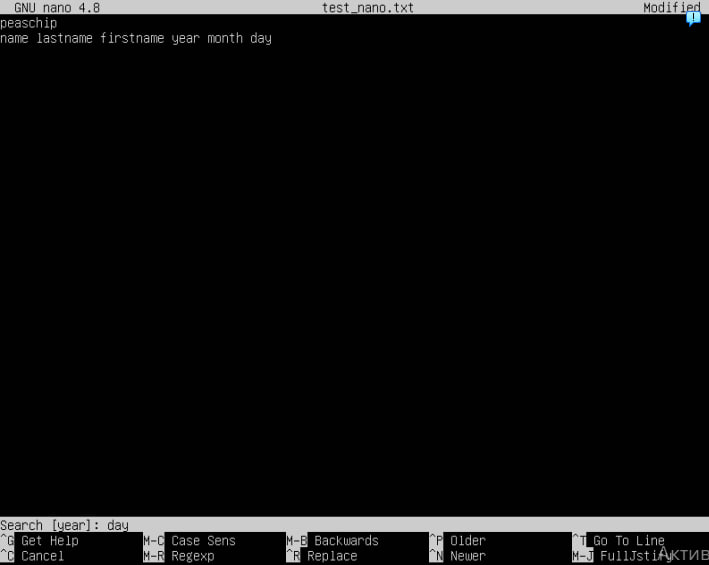 GNU nano 4.8 test_nano.txt Modified
peaschip
name lastname firstname year month day
Search [year]: day
^G Get Help M-C Case Sens M-B Backwards ^P Older ^T Go To Line
^C Cancel M-R Regexp ^R Replace ^N Newer M-J FullJstify
Актив